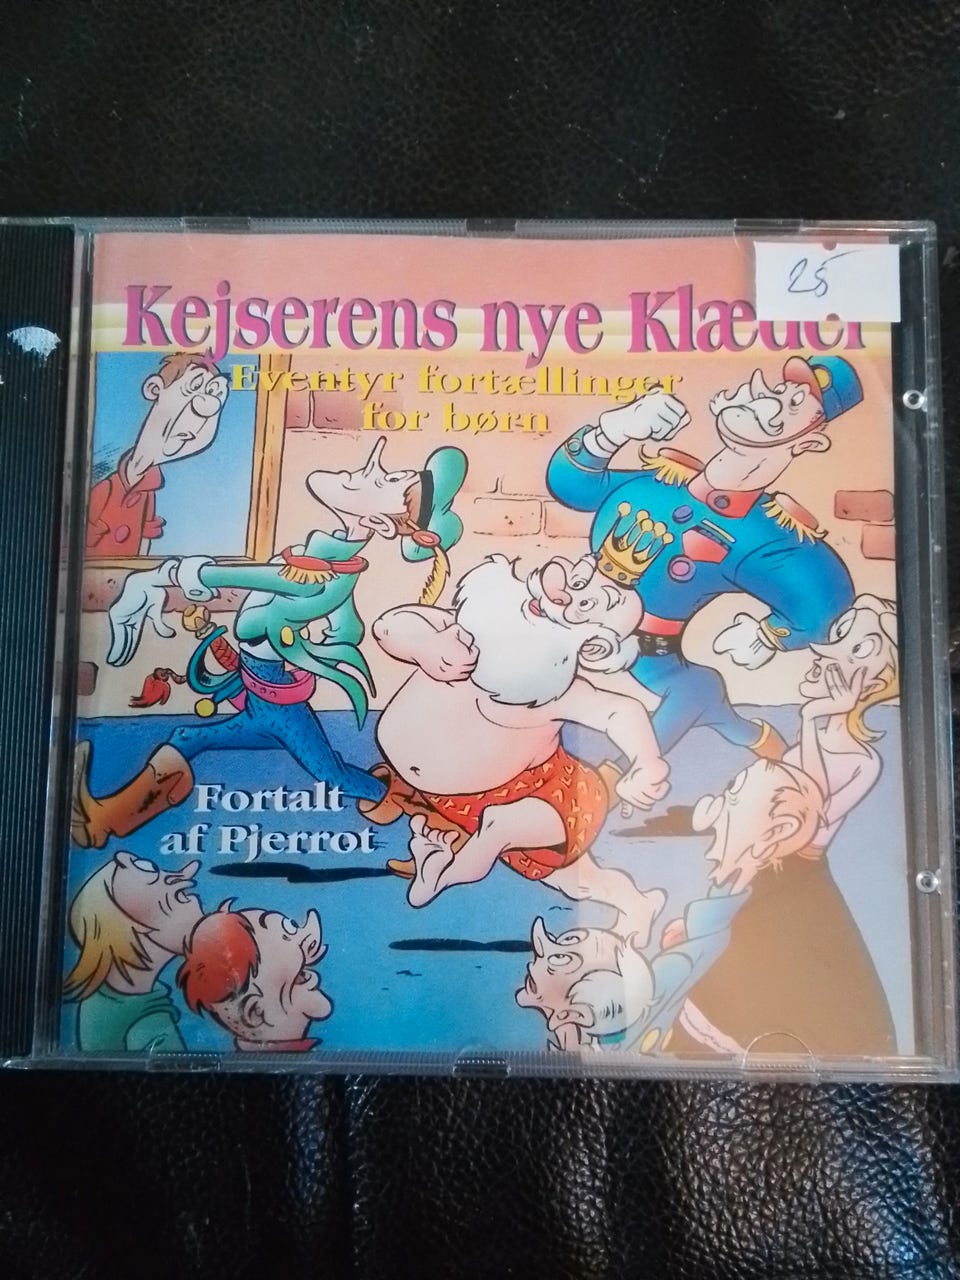 25
Kejserens nye Klæder
Eventyr fortællinger
for børn
Fortalt
af Pjerrot